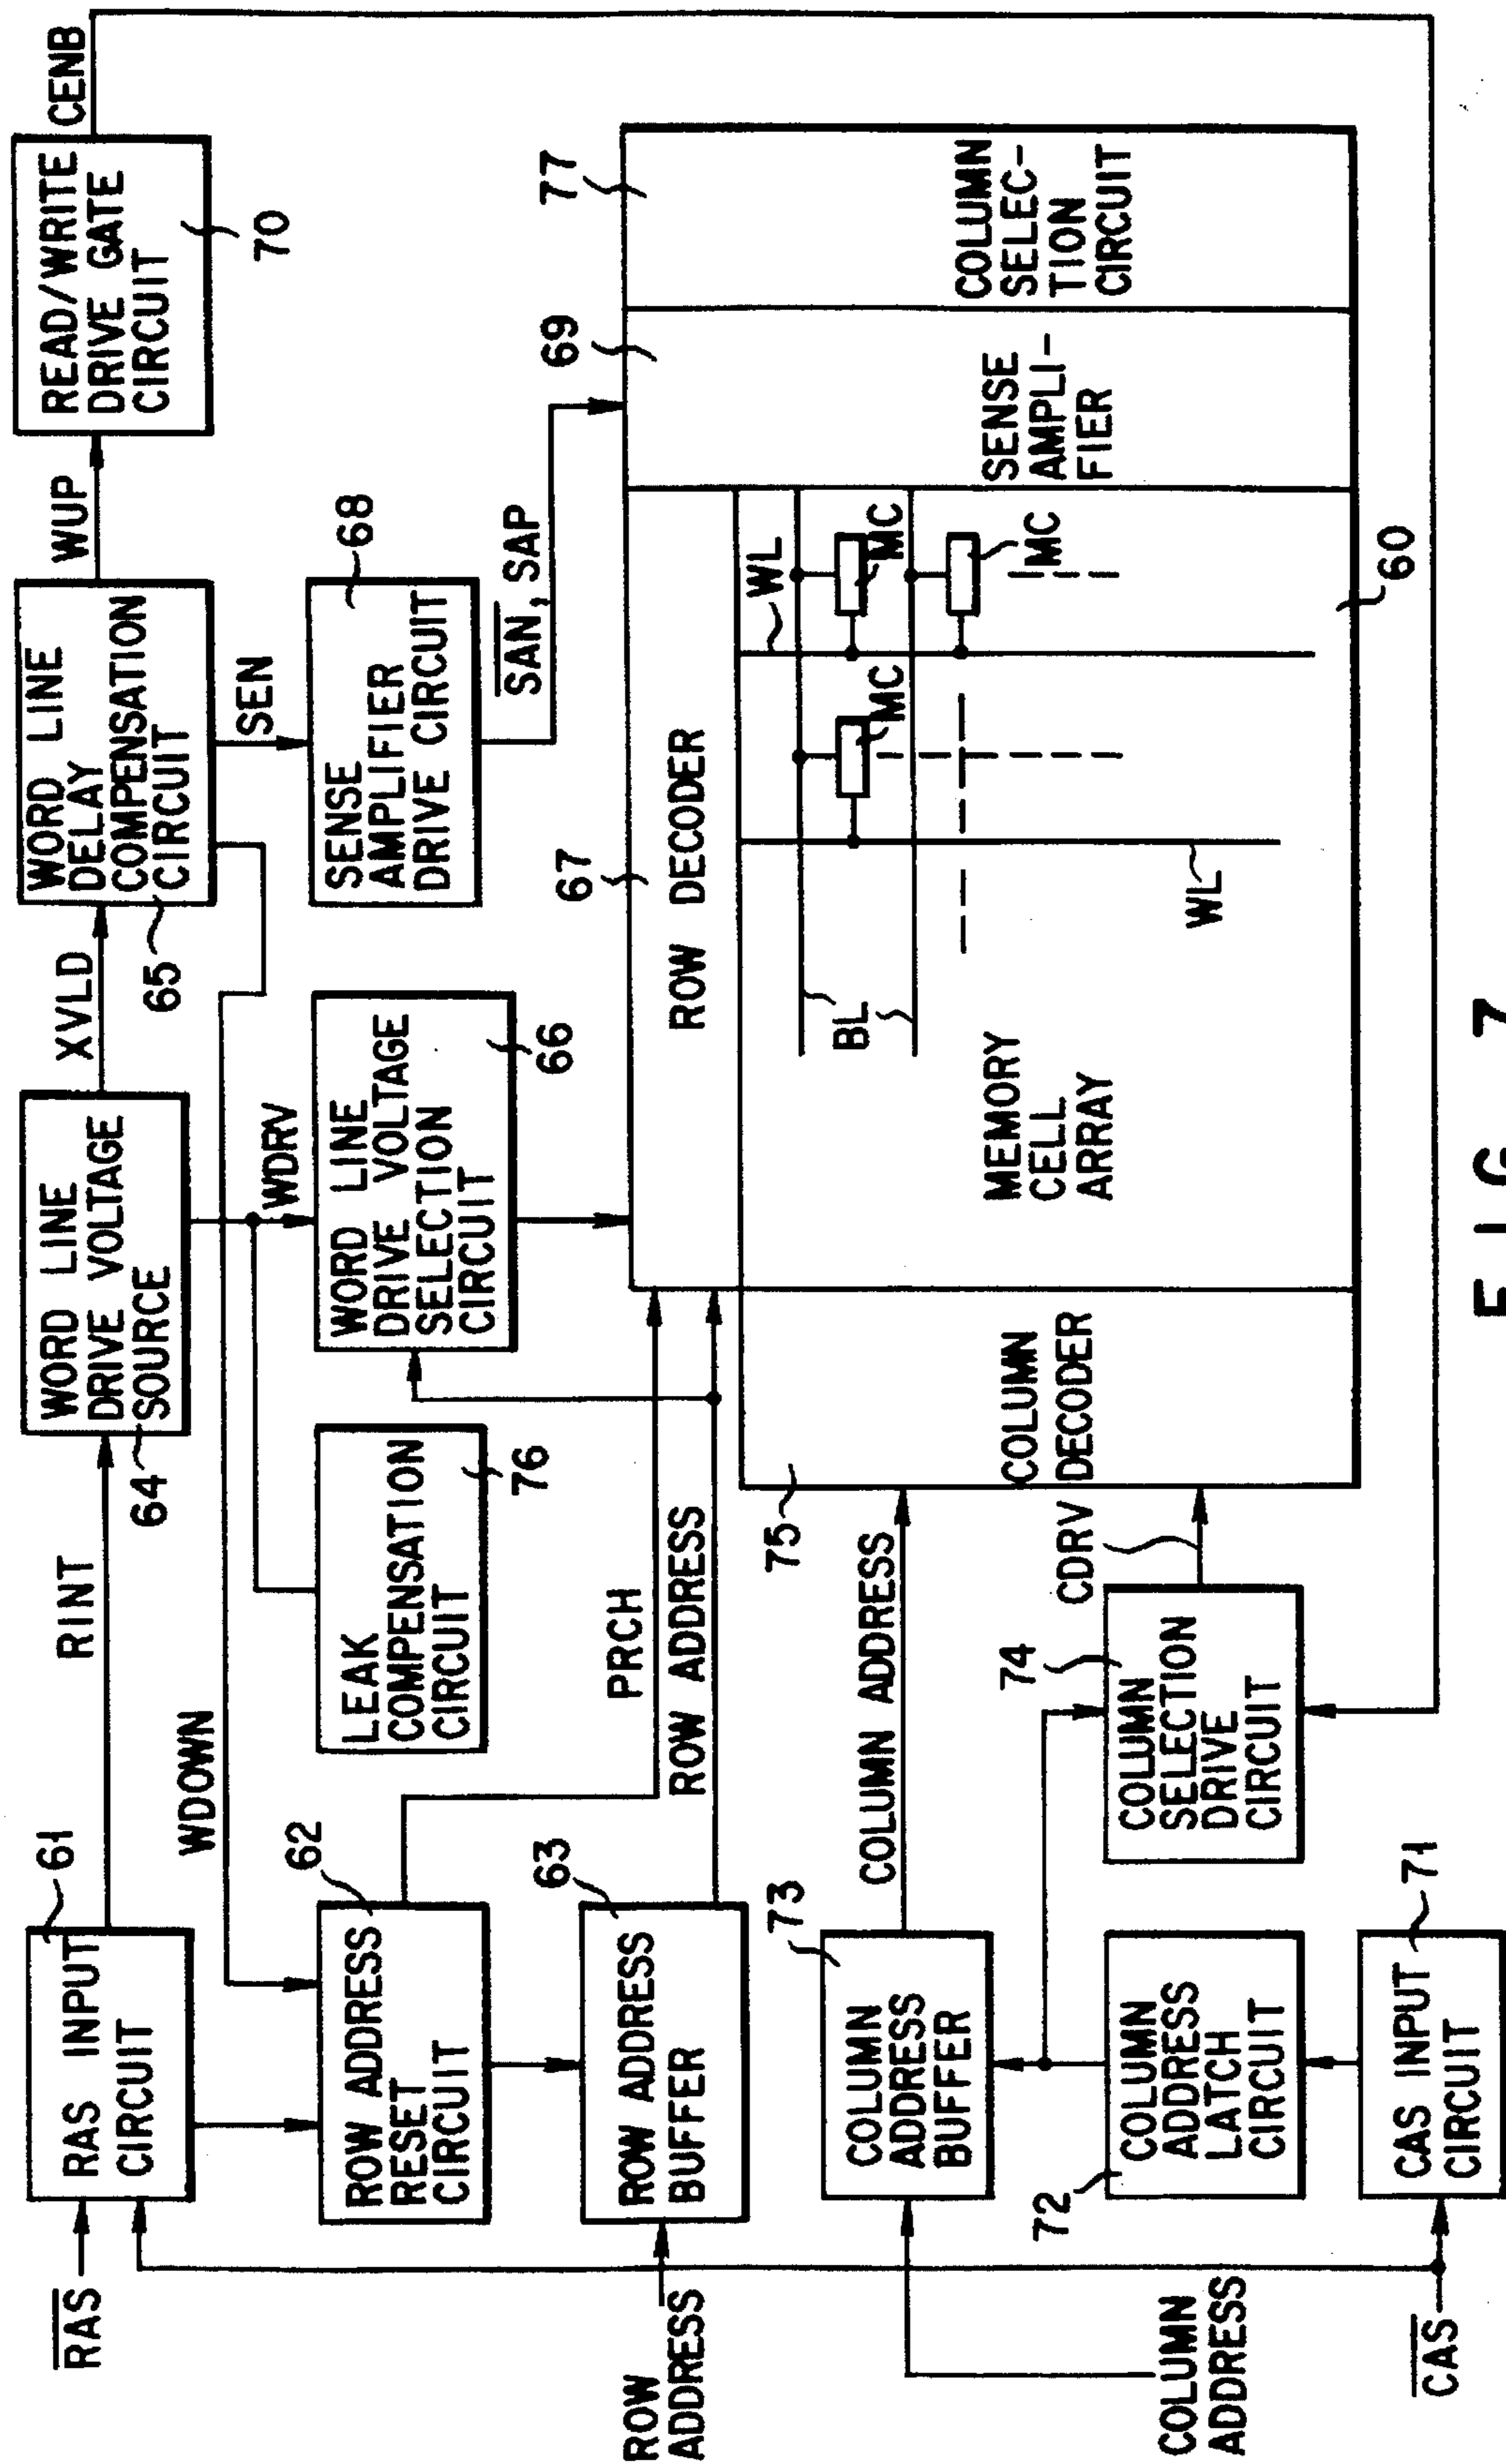 RAS
RAS INPUT
CIRCUIT
61
RINT
WORD LINE
DRIVE VOLTAGE
SOURCE
64
XVLD
WORD LINE
DELAY
COMPENSATION
CIRCUIT
65
WUP
READ/WRITE
DRIVE GATE
CIRCUIT
70
CENB
WDOWN
WDRV
SEN
ROW ADDRESS
RESET
CIRCUIT
62
LEAK
COMPENSATION
CIRCUIT
76
WORD LINE
DRIVE VOLTAGE
SELECTION
CIRCUIT
66
SENSE
AMPLIFIER
DRIVE CIRCUIT
68
SAN, SAP
ROW
ADDRESS
ROW ADDRESS
BUFFER
63
PRCH
ROW ADDRESS
67
ROW DECODER
69
SENSE
AMPLI-
FIER
77
COLUMN
SELEC-
TION
CIRCUIT
COLUMN
ADDRESS
COLUMN
ADDRESS
BUFFER
73
COLUMN ADDRESS
75
COLUMN
DECODER
MEMORY
CELL
ARRAY
BL
WL
MC
MC
MC
WL
60
COLUMN
ADDRESS
LATCH
CIRCUIT
72
COLUMN
SELECTION
DRIVE
CIRCUIT
74
CDRV
CAS
CAS INPUT
CIRCUIT
71
FIG. 7